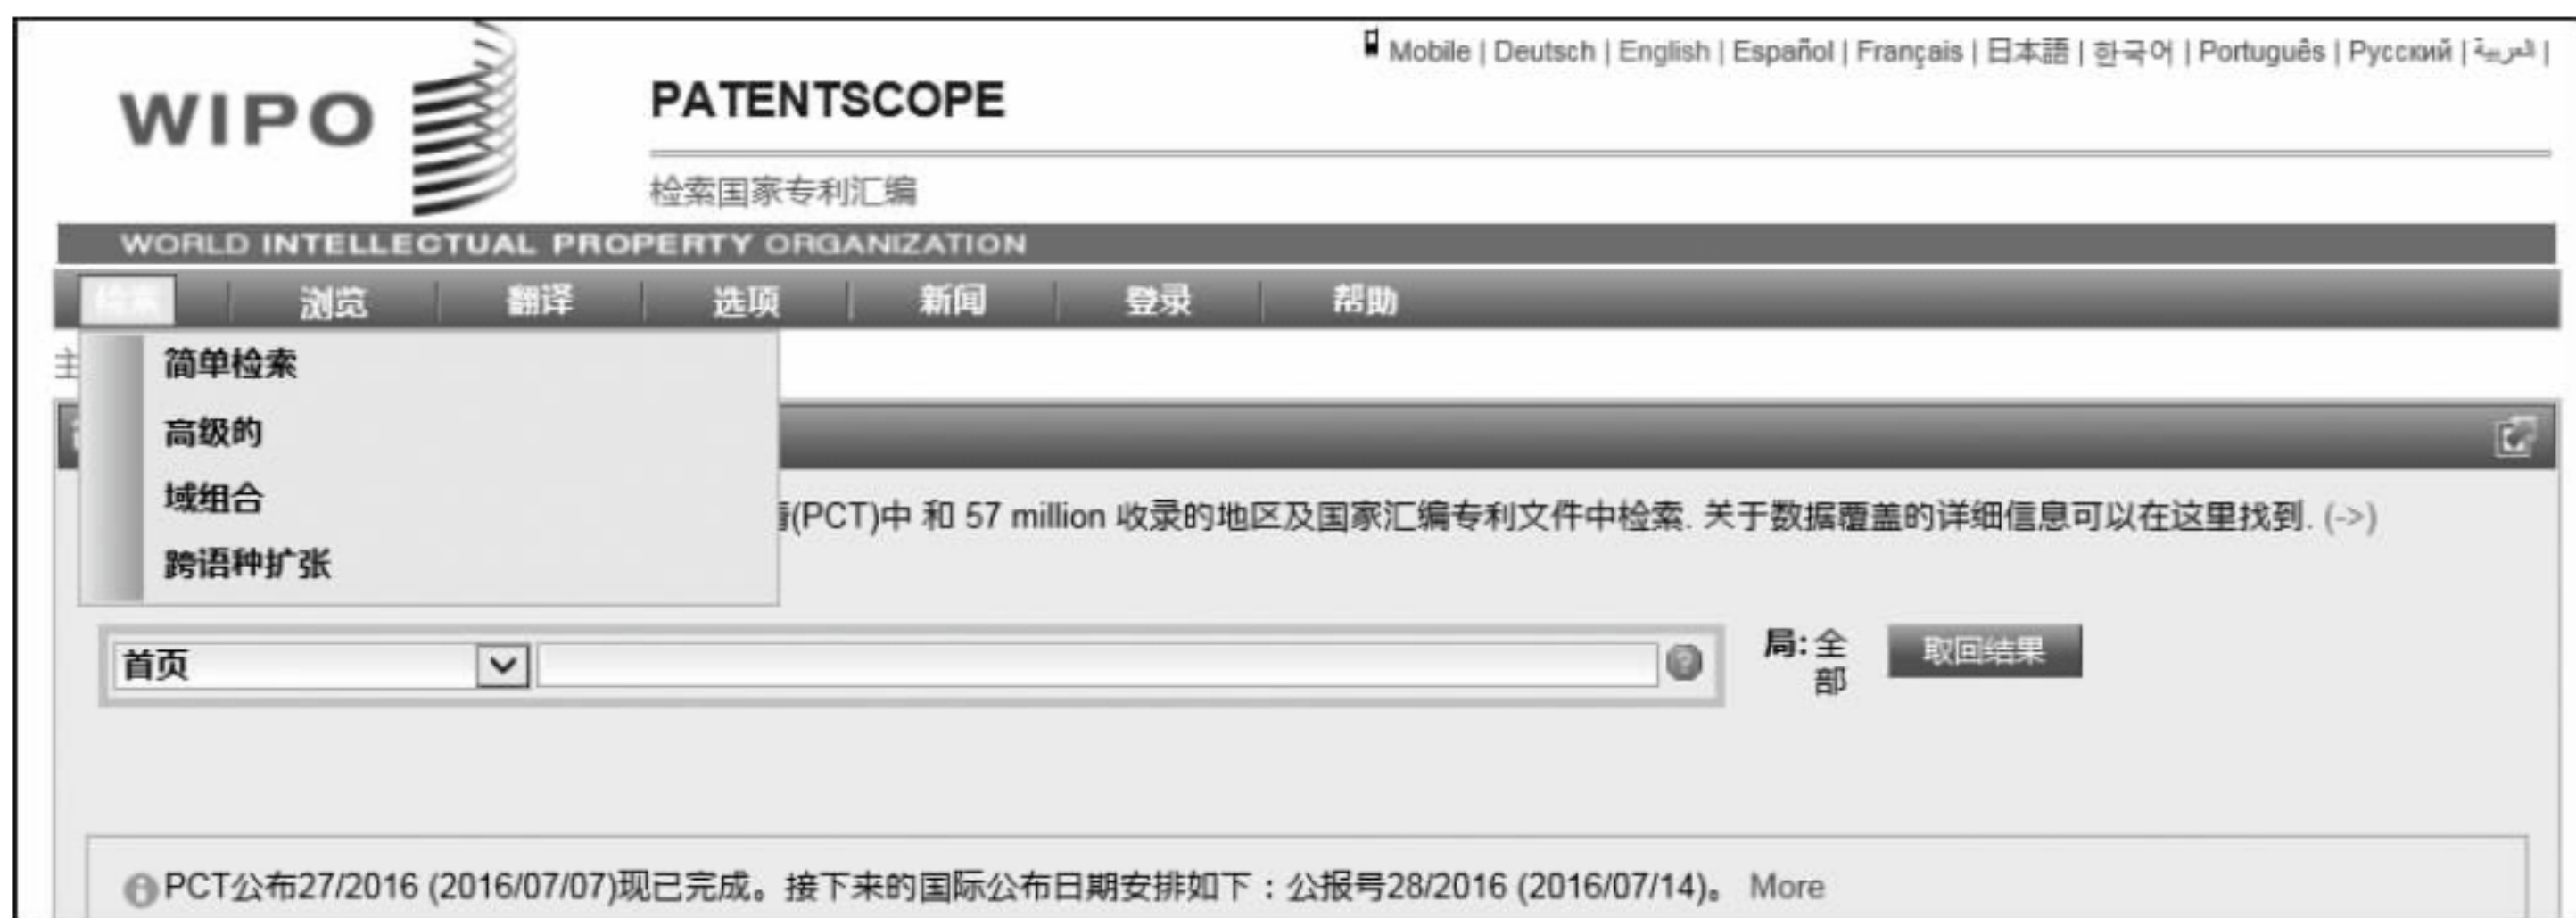 Mobile | Deutsch | English | Español | Français | 日本語 | 한국어 | Português | Русский | العربية |
WIPO
PATENTSCOPE
检索国家专利汇编
WORLD INTELLECTUAL PROPERTY ORGANIZATION
检索 浏览 翻译 选项 新闻 登录 帮助
主
简单检索
高级的
域组合
(PCT)中 和 57 million 收录的地区及国家汇编专利文件中检索. 关于数据覆盖的详细信息可以在这里找到. (->)
跨语种扩张
首页 局:全部 取回结果
PCT公布27/2016 (2016/07/07)现已完成。接下来的国际公布日期安排如下：公报号28/2016 (2016/07/14)。 More